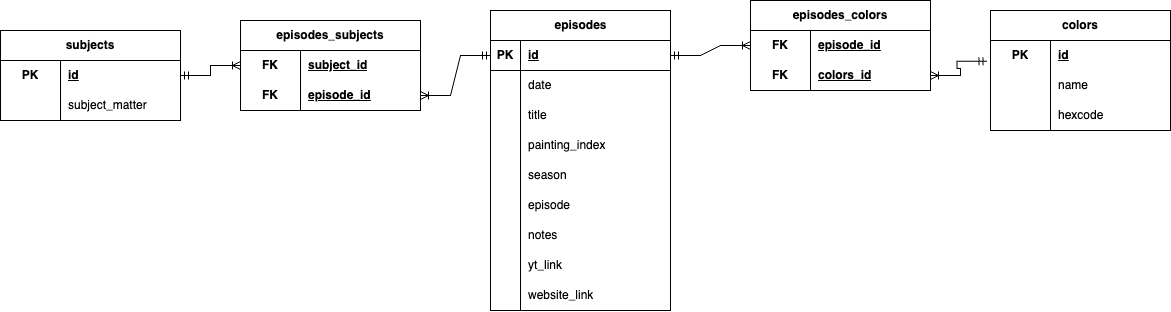 subjects
PK id
subject_matter
episodes_subjects
FK subject_id
FK episode_id
episodes
PK id
date
title
painting_index
season
episode
notes
yt_link
website_link
episodes_colors
FK episode_id
FK colors_id
colors
PK id
name
hexcode